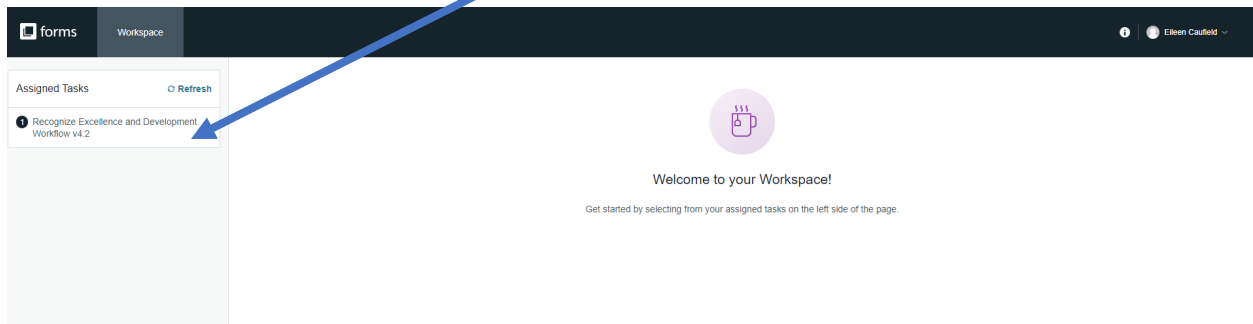 forms
Workspace
Eileen Caufield
Assigned Tasks
Refresh
1 Recognize Excellence and Development
Workflow v4.2
Welcome to your Workspace!
Get started by selecting from your assigned tasks on the left side of the page.